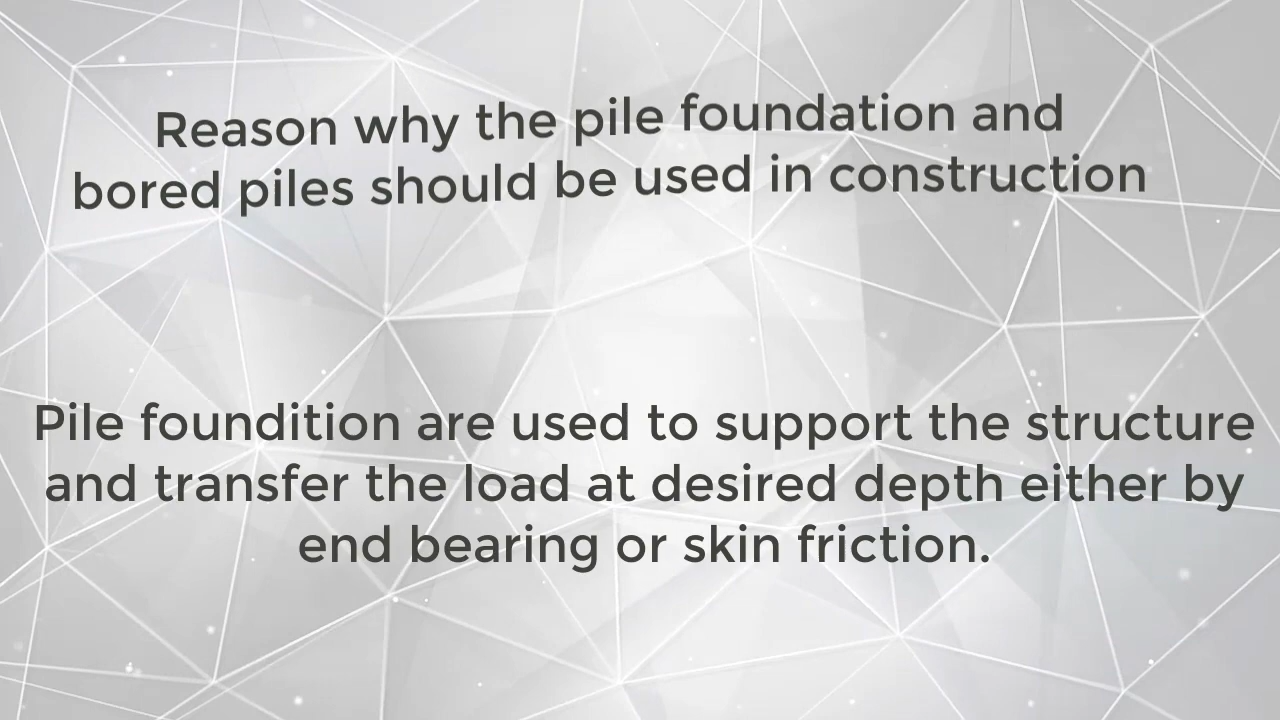 Reason why the pile foundation and
bored piles should be used in construction
Pile foundition are used to support the structure
and transfer the load at desired depth either by
end bearing or skin friction.